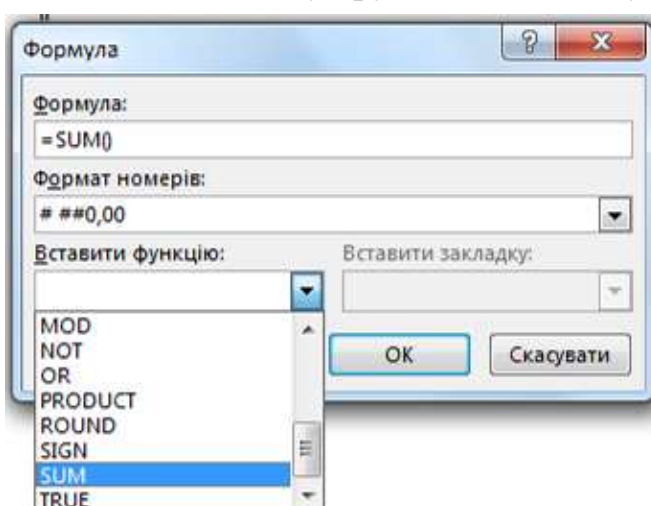 Формула
Формула:
=SUM()
Формат номерів:
# ##0,00
Вставити функцію: Вставити закладку:
MOD
NOT
OR
PRODUCT
ROUND
SIGN
SUM
TRUE
OK Скасувати